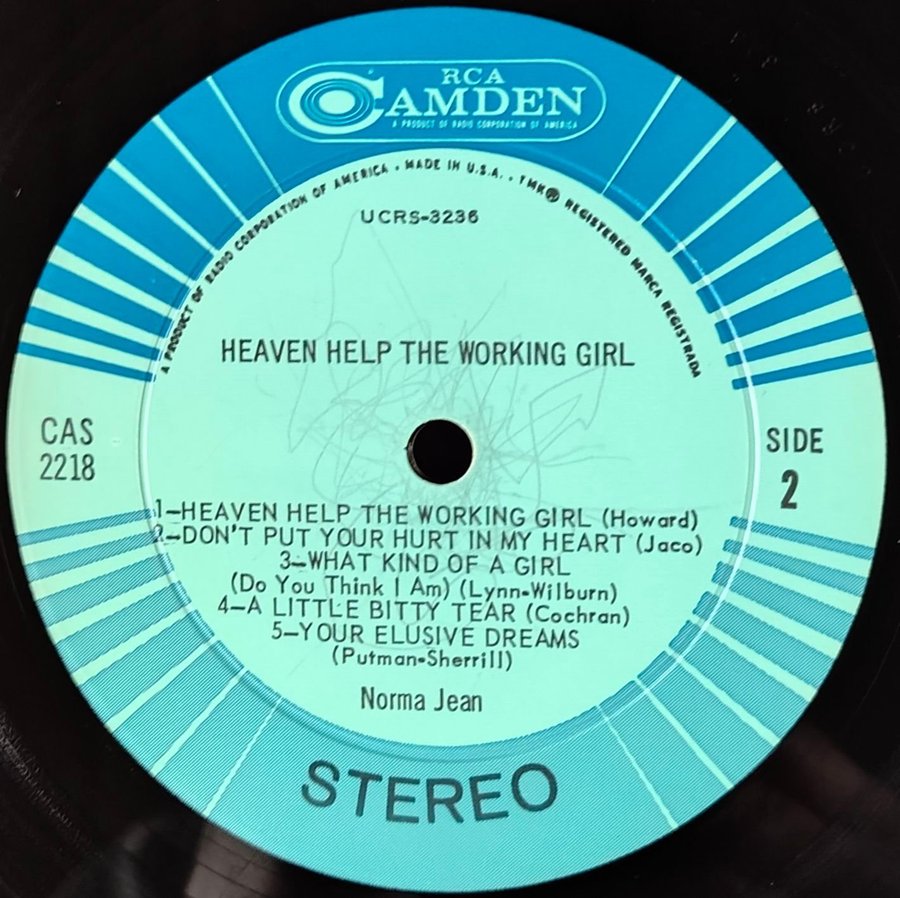 RCA
CAMDEN
A PRODUCT OF RADIO CORPORATION OF AMERICA
A PRODUCT OF RADIO CORPORATION OF AMERICA • MADE IN U.S.A. • TMK® REGISTERED MARCA REGISTRADA
UCRS-3236
HEAVEN HELP THE WORKING GIRL
CAS
2218
SIDE
2
1-HEAVEN HELP THE WORKING GIRL (Howard)
2-DON'T PUT YOUR HURT IN MY HEART (Jaco)
3-WHAT KIND OF A GIRL
(Do You Think I Am) (Lynn-Wilburn)
4-A LITTLE BITTY TEAR (Cochran)
5-YOUR ELUSIVE DREAMS
(Putman-Sherrill)
Norma Jean
STEREO